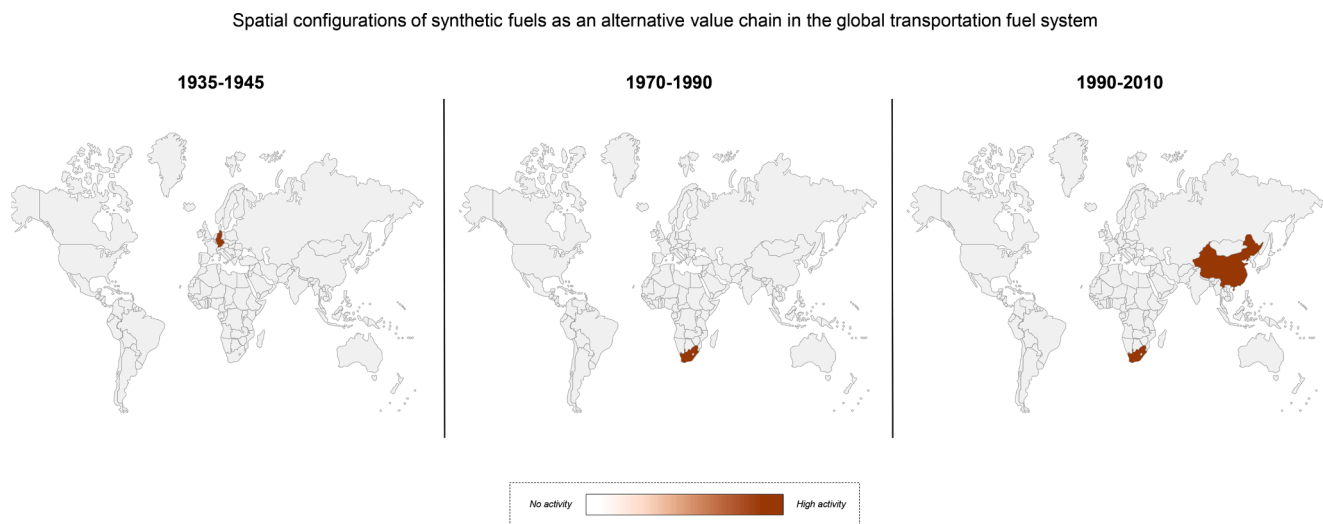 Spatial configurations of synthetic fuels as an alternative value chain in the global transportation fuel system
1935-1945
1970-1990
1990-2010
No activity
High activity